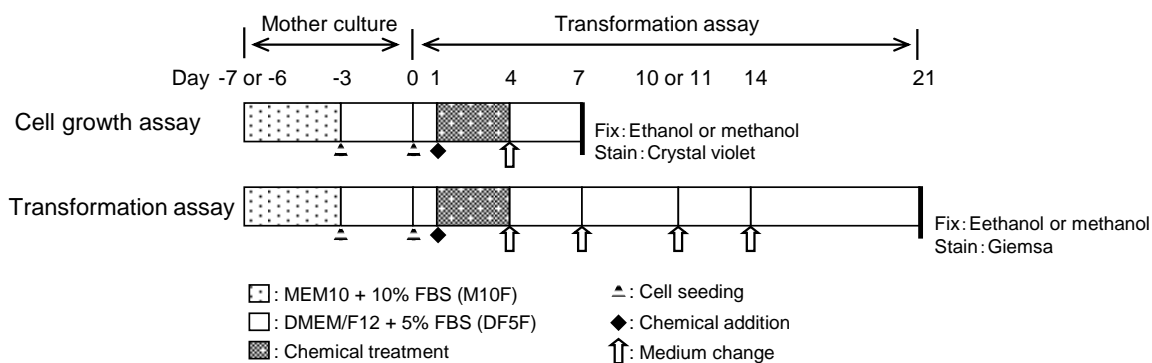 Mother culture Transformation assay
Day -7 or -6 -3 0 1 4 7 10 or 11 14 21
Cell growth assay
Fix:Ethanol or methanol
Stain:Crystal violet
Transformation assay
Fix:Eethanol or methanol
Stain:Giemsa
: MEM10 + 10% FBS (M10F) : Cell seeding
: DMEM/F12 + 5% FBS (DF5F) : Chemical addition
: Chemical treatment : Medium change